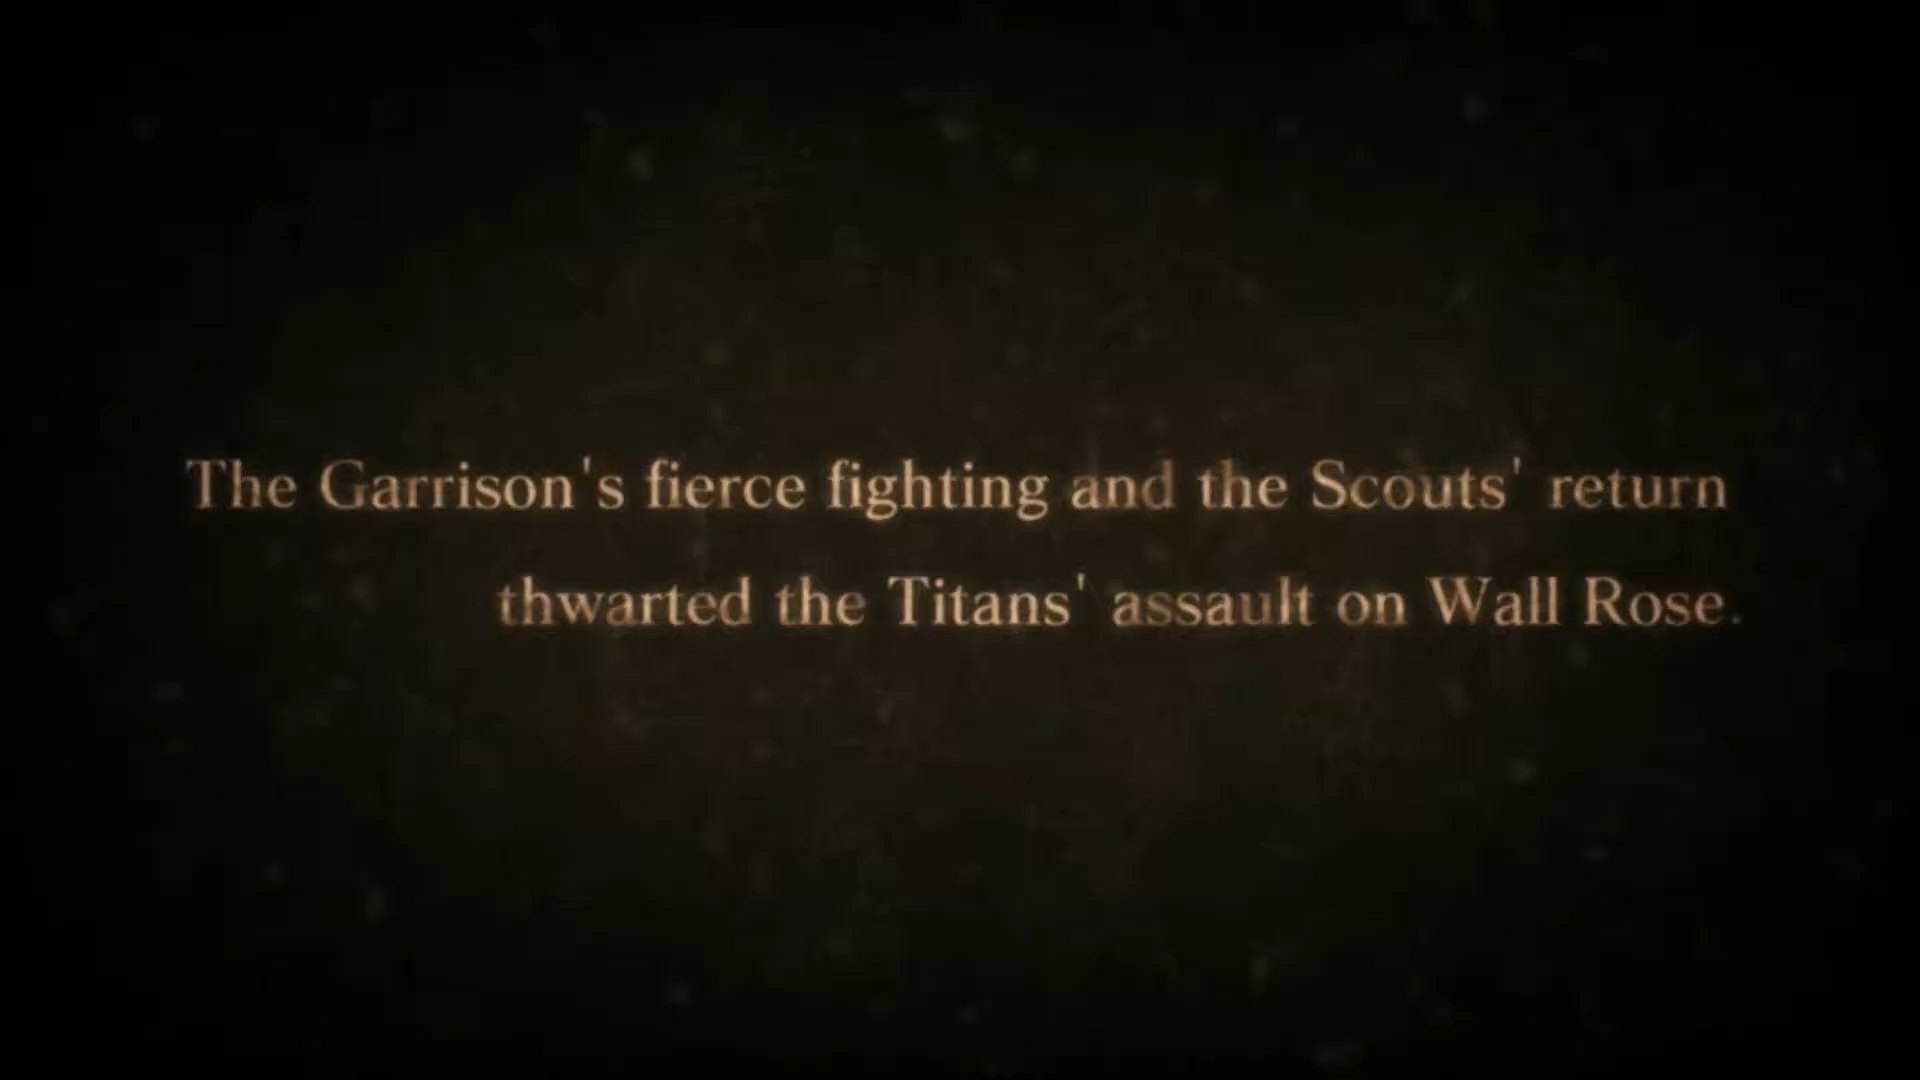 The Garrison's fierce fighting and the Scouts' return
thwarted the Titans' assault on Wall Rose.